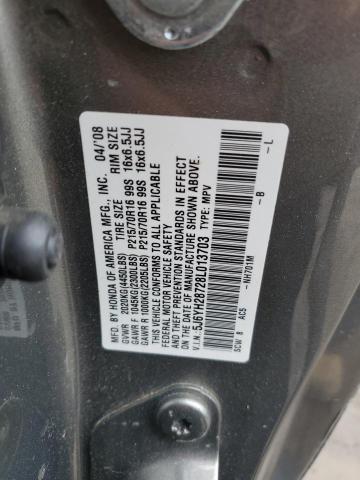 MFD. BY HONDA OF AMERICA MFG., INC. 04/'08
TIRE SIZE RIM SIZE
GVWR 2020KG(4450LBS)
GAWR F 1045KG(2300LBS) P215/70R16 99S 16x6.5JJ
GAWR R 1000KG(2205LBS) P215/70R16 99S 16x6.5JJ
THIS VEHICLE CONFORMS TO ALL APPLICABLE
FEDERAL MOTOR VEHICLE SAFETY
AND THEFT PREVENTION STANDARDS IN EFFECT
ON THE DATE OF MANUFACTURE SHOWN ABOVE.
V.I.N.: 5J6YH28728L013703 TYPE: MPV
SCW 8 AC5 -NH701M -B -L